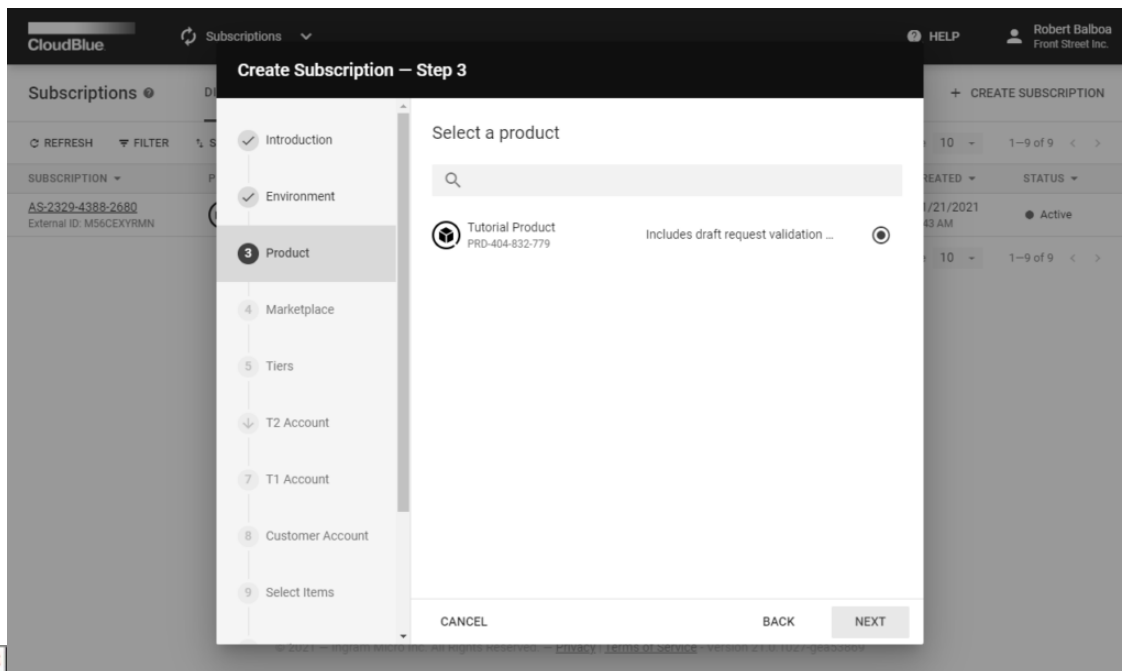 CloudBlue
Subscriptions
HELP
Robert Balboa
Front Street Inc.
Create Subscription — Step 3
Subscriptions
+ CREATE SUBSCRIPTION
REFRESH
FILTER
10
1–9 of 9
SUBSCRIPTION
STATUS
AS-2329-4388-2680
External ID: M56CEXYRMN
1/21/2021
43 AM
Active
10
1–9 of 9
Introduction
Environment
3 Product
4 Marketplace
5 Tiers
T2 Account
7 T1 Account
8 Customer Account
9 Select Items
Select a product
Tutorial Product
PRD-404-832-779
Includes draft request validation ...
CANCEL
BACK
NEXT
© 2021 — Ingram Micro Inc. All Rights Reserved. — Privacy | Terms of Service